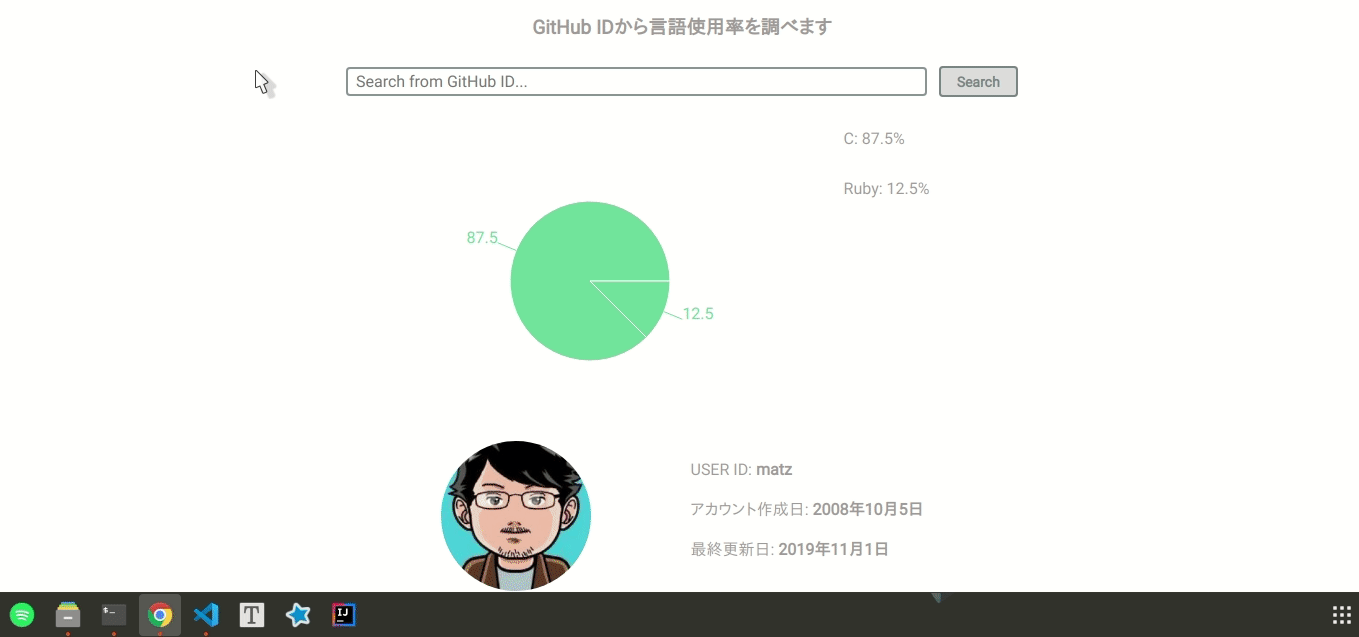 GitHub IDから言語使用率を調べます
Search from GitHub ID...
Search
C: 87.5%
Ruby: 12.5%
87.5
12.5
USER ID: matz
アカウント作成日: 2008年10月5日
最終更新日: 2019年11月1日
$_
T
IJ